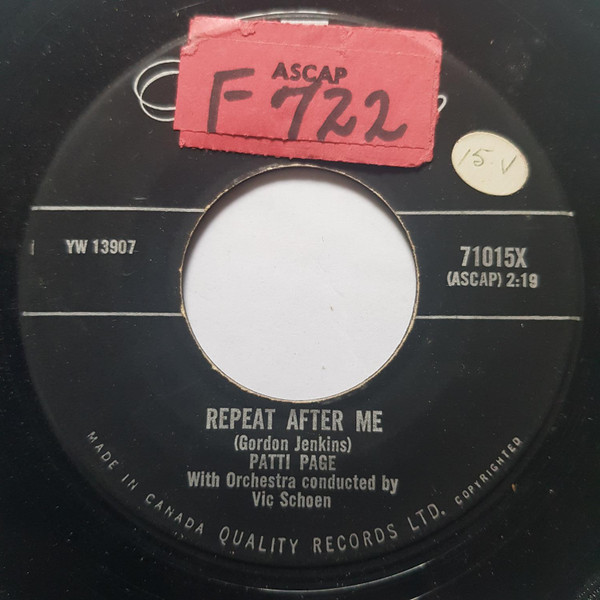 ASCAP
F 722
15 V
YW 13907
71015X
(ASCAP) 2:19
REPEAT AFTER ME
(Gordon Jenkins)
PATTI PAGE
With Orchestra conducted by
Vic Schoen
MADE IN CANADA QUALITY RECORDS LTD. COPYRIGHTED